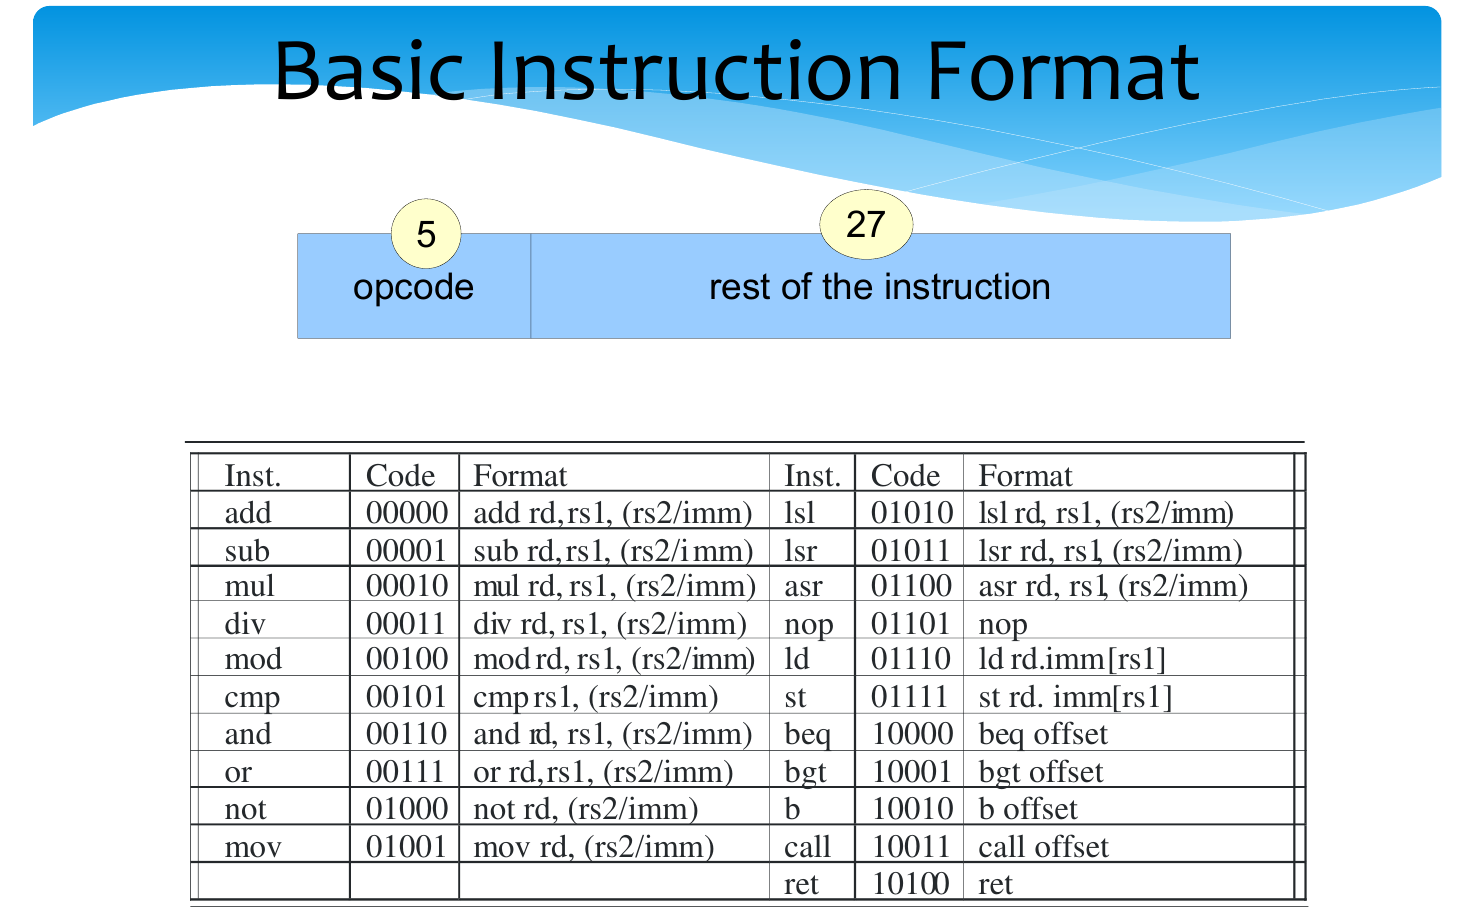 Basic Instruction Format
5
27
opcode
rest of the instruction
Inst. Code Format Inst. Code Format
add 00000 add rd, rs1, (rs2/imm) lsl 01010 lsl rd, rs1, (rs2/imm)
sub 00001 sub rd, rs1, (rs2/imm) lsr 01011 lsr rd, rs1, (rs2/imm)
mul 00010 mul rd, rs1, (rs2/imm) asr 01100 asr rd, rs1, (rs2/imm)
div 00011 div rd, rs1, (rs2/imm) nop 01101 nop
mod 00100 mod rd, rs1, (rs2/imm) ld 01110 ld rd.imm[rs1]
cmp 00101 cmp rs1, (rs2/imm) st 01111 st rd. imm[rs1]
and 00110 and rd, rs1, (rs2/imm) beq 10000 beq offset
or 00111 or rd, rs1, (rs2/imm) bgt 10001 bgt offset
not 01000 not rd, (rs2/imm) b 10010 b offset
mov 01001 mov rd, (rs2/imm) call 10011 call offset
ret 10100 ret